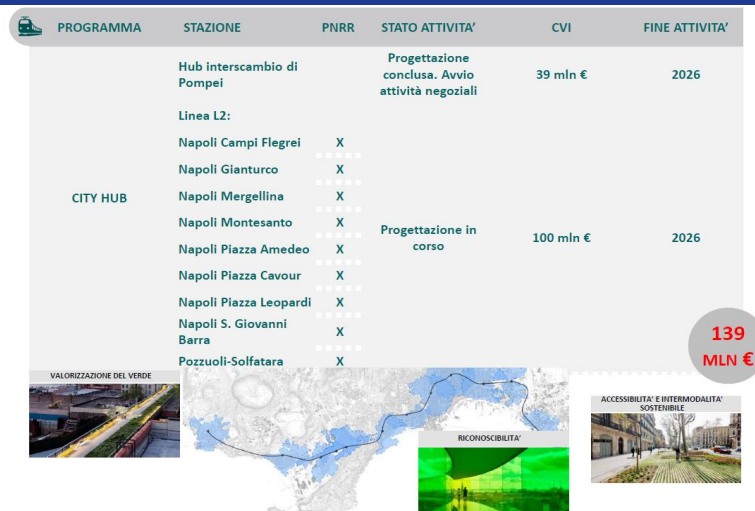 PROGRAMMA STAZIONE PNRR STATO ATTIVITA’ CVI FINE ATTIVITA’
Hub interscambio di
Pompei
Progettazione
conclusa. Avvio
attività negoziali
39 mln €
2026
Linea L2:
CITY HUB
Napoli Campi Flegrei X
Napoli Gianturco X
Napoli Mergellina X
Napoli Montesanto X
Napoli Piazza Amedeo X
Napoli Piazza Cavour X
Napoli Piazza Leopardi X
Napoli S. Giovanni
Barra
X
Pozzuoli-Solfatara X
Progettazione in
corso
100 mln €
2026
139
MLN €
VALORIZZAZIONE DEL VERDE
RICONOSCIBILITA’
ACCESSIBILITA’ E INTERMODALITA’
SOSTENIBILE